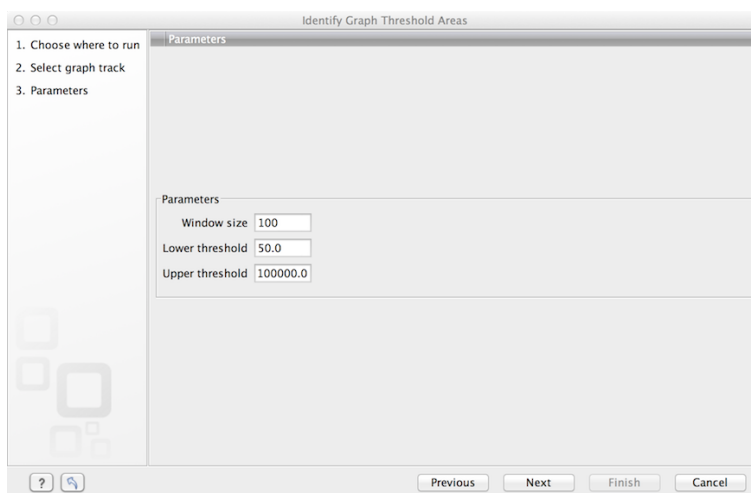 Identify Graph Threshold Areas
1. Choose where to run
2. Select graph track
3. Parameters
Parameters
Parameters
Window size 100
Lower threshold 50.0
Upper threshold 100000.0
? Previous Next Finish Cancel